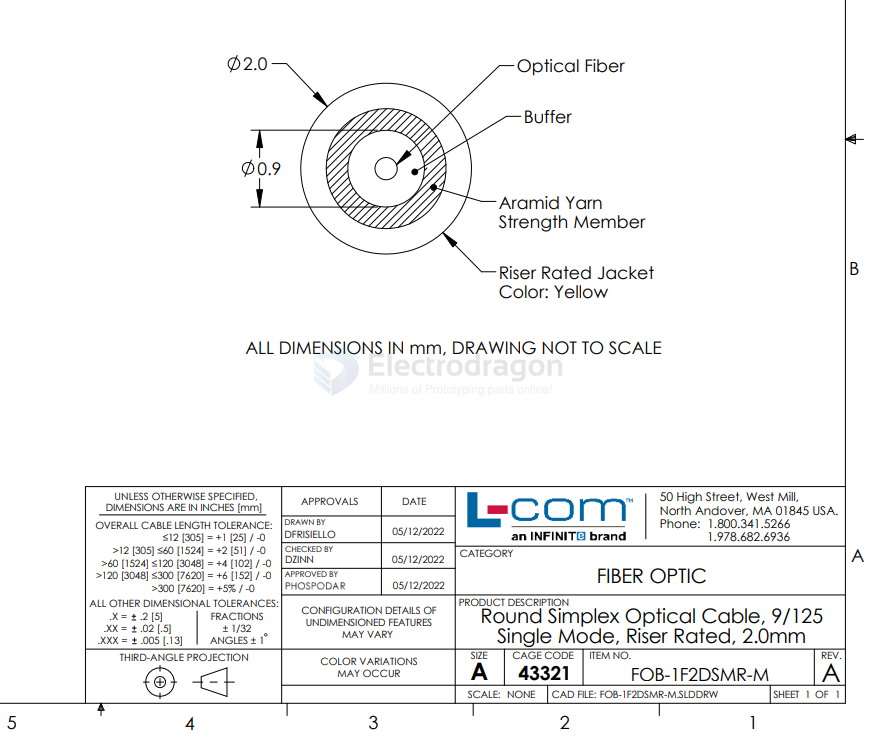 Ø2.0
Optical Fiber
Buffer
Ø0.9
Aramid Yarn
Strength Member
Riser Rated Jacket
Color: Yellow
B
ALL DIMENSIONS IN mm, DRAWING NOT TO SCALE
Electrodragon
Millions of Prototyping parts online!
UNLESS OTHERWISE SPECIFIED,
DIMENSIONS ARE IN INCHES [mm]
OVERALL CABLE LENGTH TOLERANCE:
≤12 [305] = +1 [25] / -0
>12 [305] ≤60 [1524] = +2 [51] / -0
>60 [1524] ≤120 [3048] = +4 [102] / -0
>120 [3048] ≤300 [7620] = +6 [152] / -0
>300 [7620] = +5% / -0
ALL OTHER DIMENSIONAL TOLERANCES:
.X = ± .2 [5]
.XX = ± .02 [.5]
.XXX = ± .005 [.13]
FRACTIONS
± 1/32
ANGLES ± 1°
THIRD-ANGLE PROJECTION
APPROVALS
DATE
DRAWN BY
DFRISIELLO
05/12/2022
CHECKED BY
DZINN
05/12/2022
APPROVED BY
PHOSPODAR
05/12/2022
CONFIGURATION DETAILS OF
UNDIMENSIONED FEATURES
MAY VARY
COLOR VARIATIONS
MAY OCCUR
L-com™
an INFINITE brand
50 High Street, West Mill,
North Andover, MA 01845 USA.
Phone: 1.800.341.5266
1.978.682.6936
CATEGORY
FIBER OPTIC
A
PRODUCT DESCRIPTION
Round Simplex Optical Cable, 9/125
Single Mode, Riser Rated, 2.0mm
SIZE
A
CAGE CODE
43321
ITEM NO.
FOB-1F2DSMR-M
REV.
A
SCALE: NONE
CAD FILE: FOB-1F2DSMR-M.SLDDRW
SHEET 1 OF 1
5
4
3
2
1